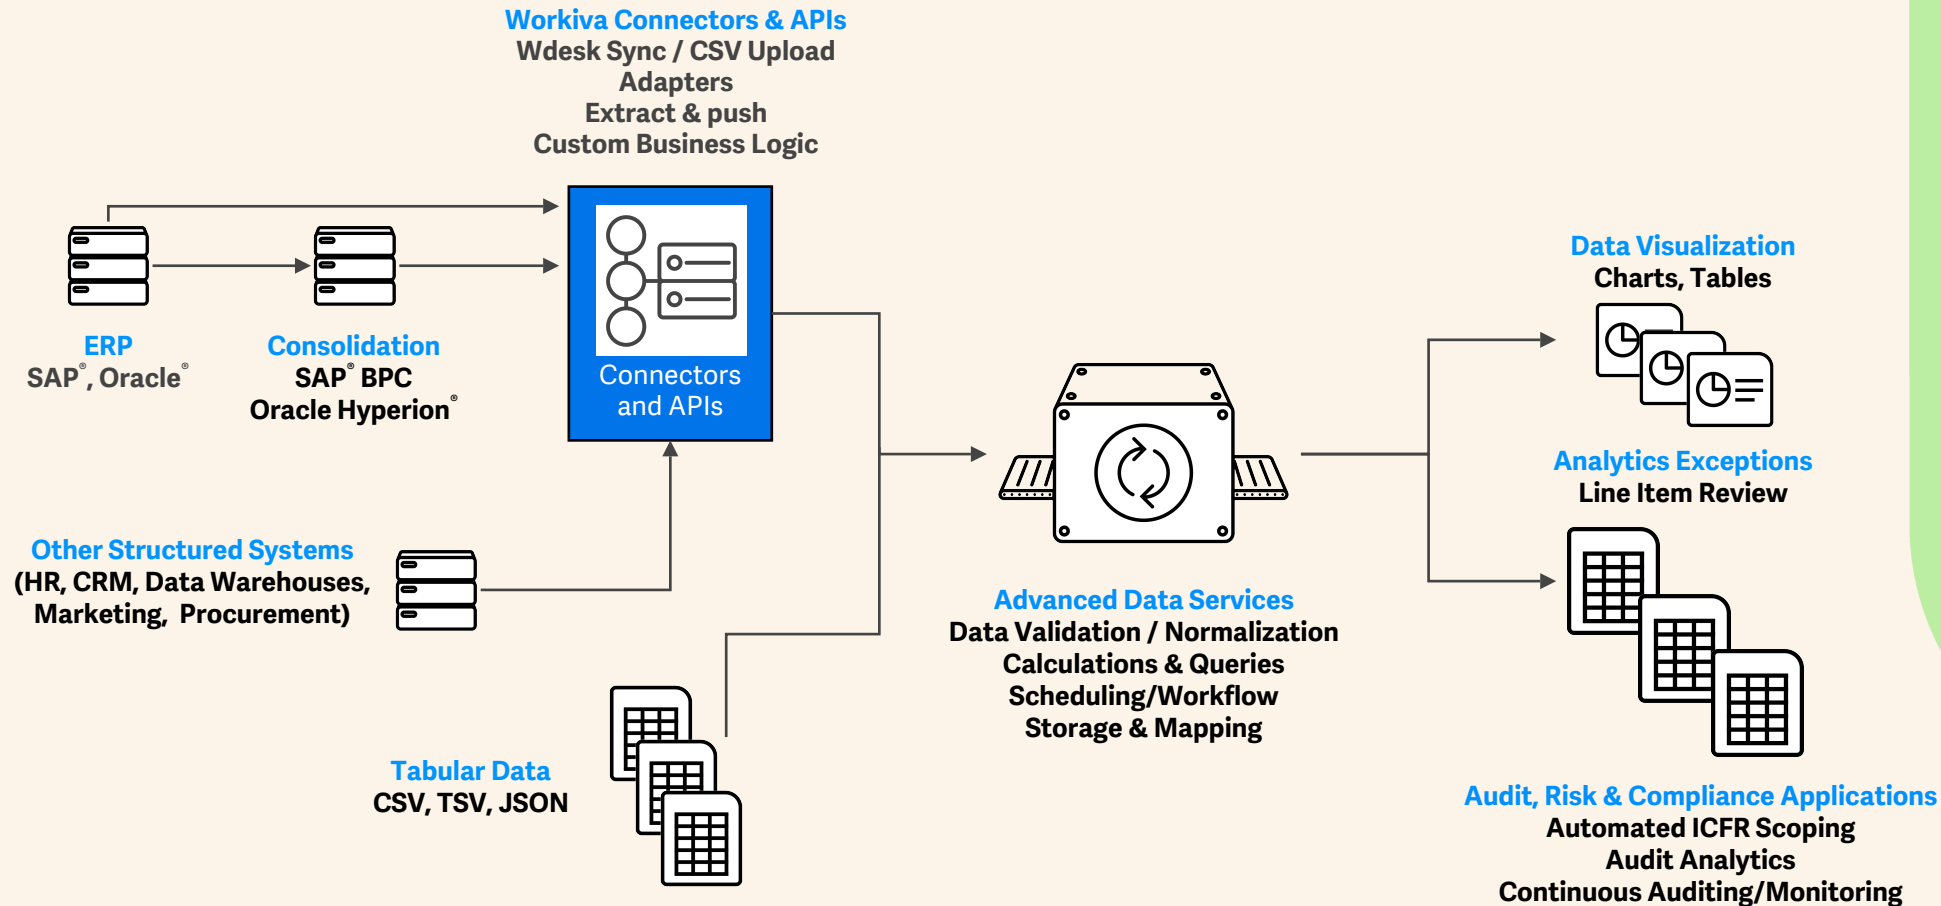 Workiva Connectors & APIs
Wdesk Sync / CSV Upload
Adapters
Extract & push
Custom Business Logic
Connectors
and APIs
ERP
SAP®, Oracle®
Consolidation
SAP® BPC
Oracle Hyperion®
Other Structured Systems
(HR, CRM, Data Warehouses,
Marketing, Procurement)
Tabular Data
CSV, TSV, JSON
Advanced Data Services
Data Validation / Normalization
Calculations & Queries
Scheduling/Workflow
Storage & Mapping
Data Visualization
Charts, Tables
Analytics Exceptions
Line Item Review
Audit, Risk & Compliance Applications
Automated ICFR Scoping
Audit Analytics
Continuous Auditing/Monitoring